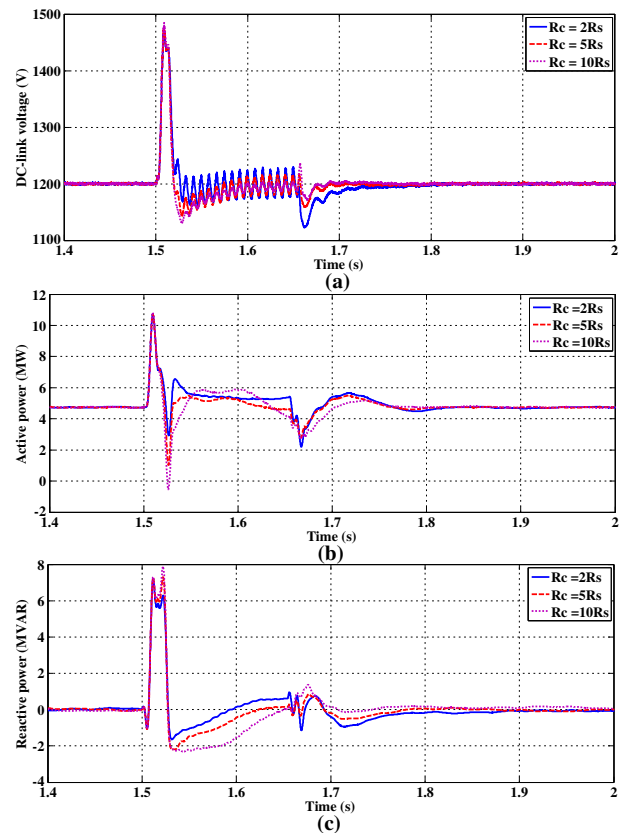 1500
1400
1300
1200
1100
DC-link voltage (V)
Rc = 2Rs
Rc = 5Rs
Rc = 10Rs
1.4 1.5 1.6 1.7 1.8 1.9 2
Time (s)
(a)
12
10
8
6
4
2
0
-2
Active power (MW)
Rc =2Rs
Rc =5Rs
Rc =10Rs
1.4 1.5 1.6 1.7 1.8 1.9 2
Time (s)
(b)
8
6
4
2
0
-2
-4
Reactive power (MVAR)
Rc =2Rs
Rc =5Rs
Rc =10Rs
1.4 1.5 1.6 1.7 1.8 1.9 2
Time (s)
(c)